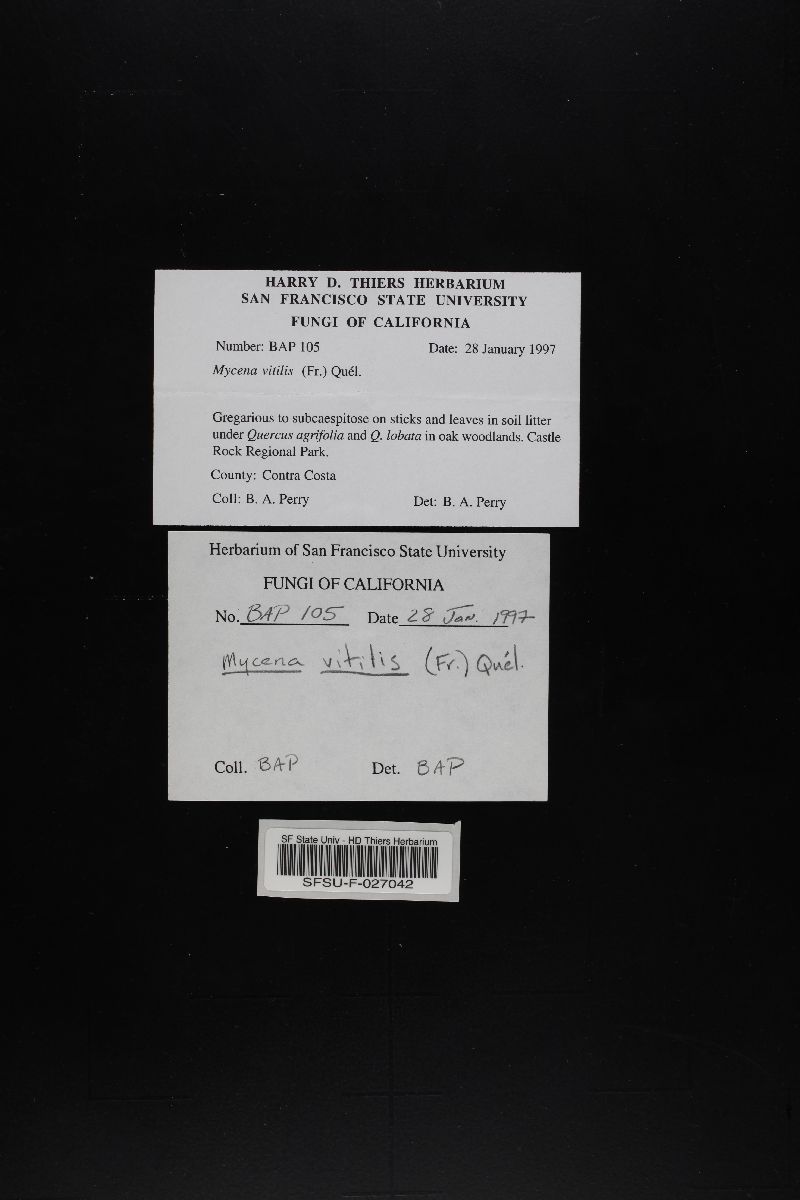 HARRY D. THIERS HERBARIUM
SAN FRANCISCO STATE UNIVERSITY
FUNGI OF CALIFORNIA
Number: BAP 105 Date: 28 January 1997
Mycena vitilis (Fr.) Quél.
Gregarious to subcaespitose on sticks and leaves in soil litter
under Quercus agrifolia and Q. lobata in oak woodlands. Castle
Rock Regional Park.
County: Contra Costa
Coll: B. A. Perry Det: B. A. Perry
Herbarium of San Francisco State University
FUNGI OF CALIFORNIA
No. BAP 105 Date 28 Jan. 1997
Mycena vitilis (Fr.) Quél.
Coll. BAP Det. BAP
SF State Univ - HD Thiers Herbarium
SFSU-F-027042